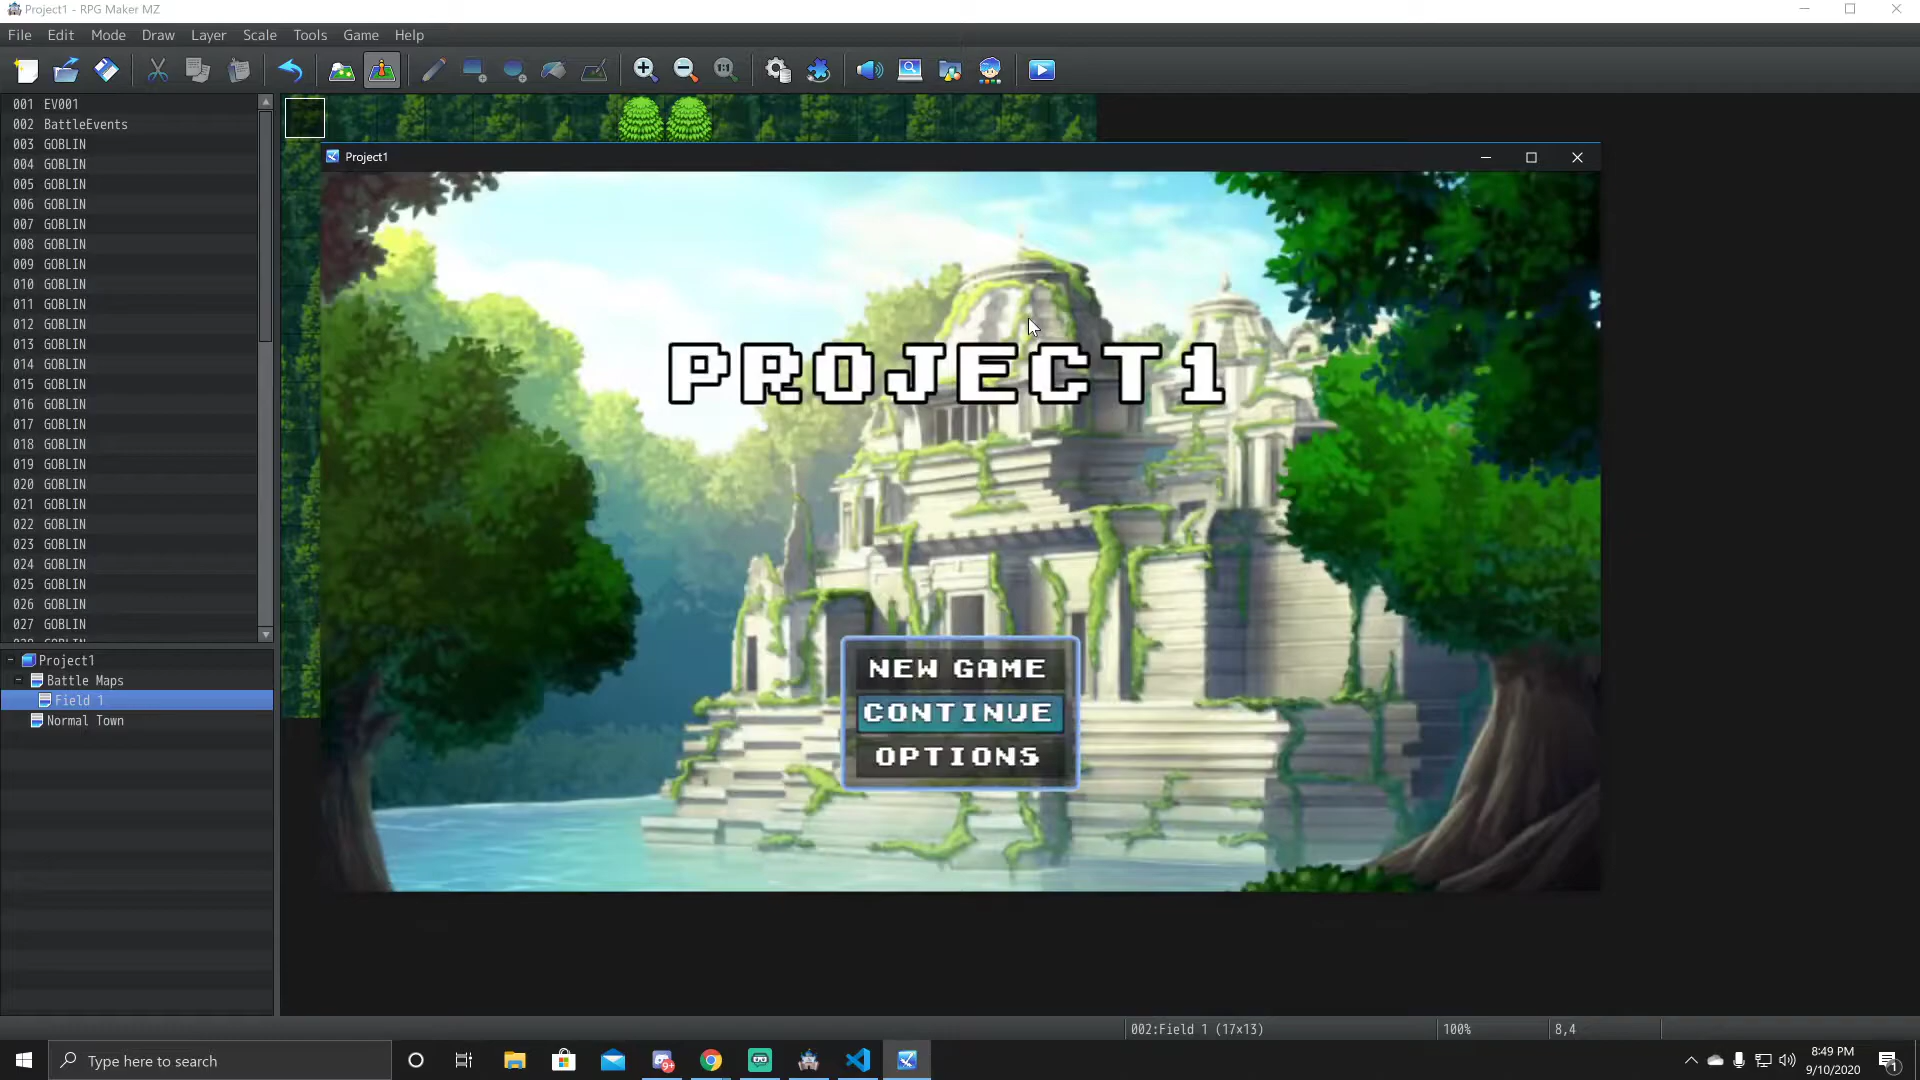 Project1 - RPG Maker MZ
File Edit Mode Draw Layer Scale Tools Game Help
001 EV001
002 BattleEvents
003 GOBLIN
004 GOBLIN
005 GOBLIN
006 GOBLIN
007 GOBLIN
008 GOBLIN
009 GOBLIN
010 GOBLIN
011 GOBLIN
012 GOBLIN
013 GOBLIN
014 GOBLIN
015 GOBLIN
016 GOBLIN
017 GOBLIN
018 GOBLIN
019 GOBLIN
020 GOBLIN
021 GOBLIN
022 GOBLIN
023 GOBLIN
024 GOBLIN
025 GOBLIN
026 GOBLIN
027 GOBLIN
Project1
Battle Maps
Field 1
Normal Town
Project1
PROJECT1
NEW GAME
CONTINUE
OPTIONS
002:Field 1 (17×13) 100% 8,4
Type here to search
9+
8:49 PM
9/10/2020
1